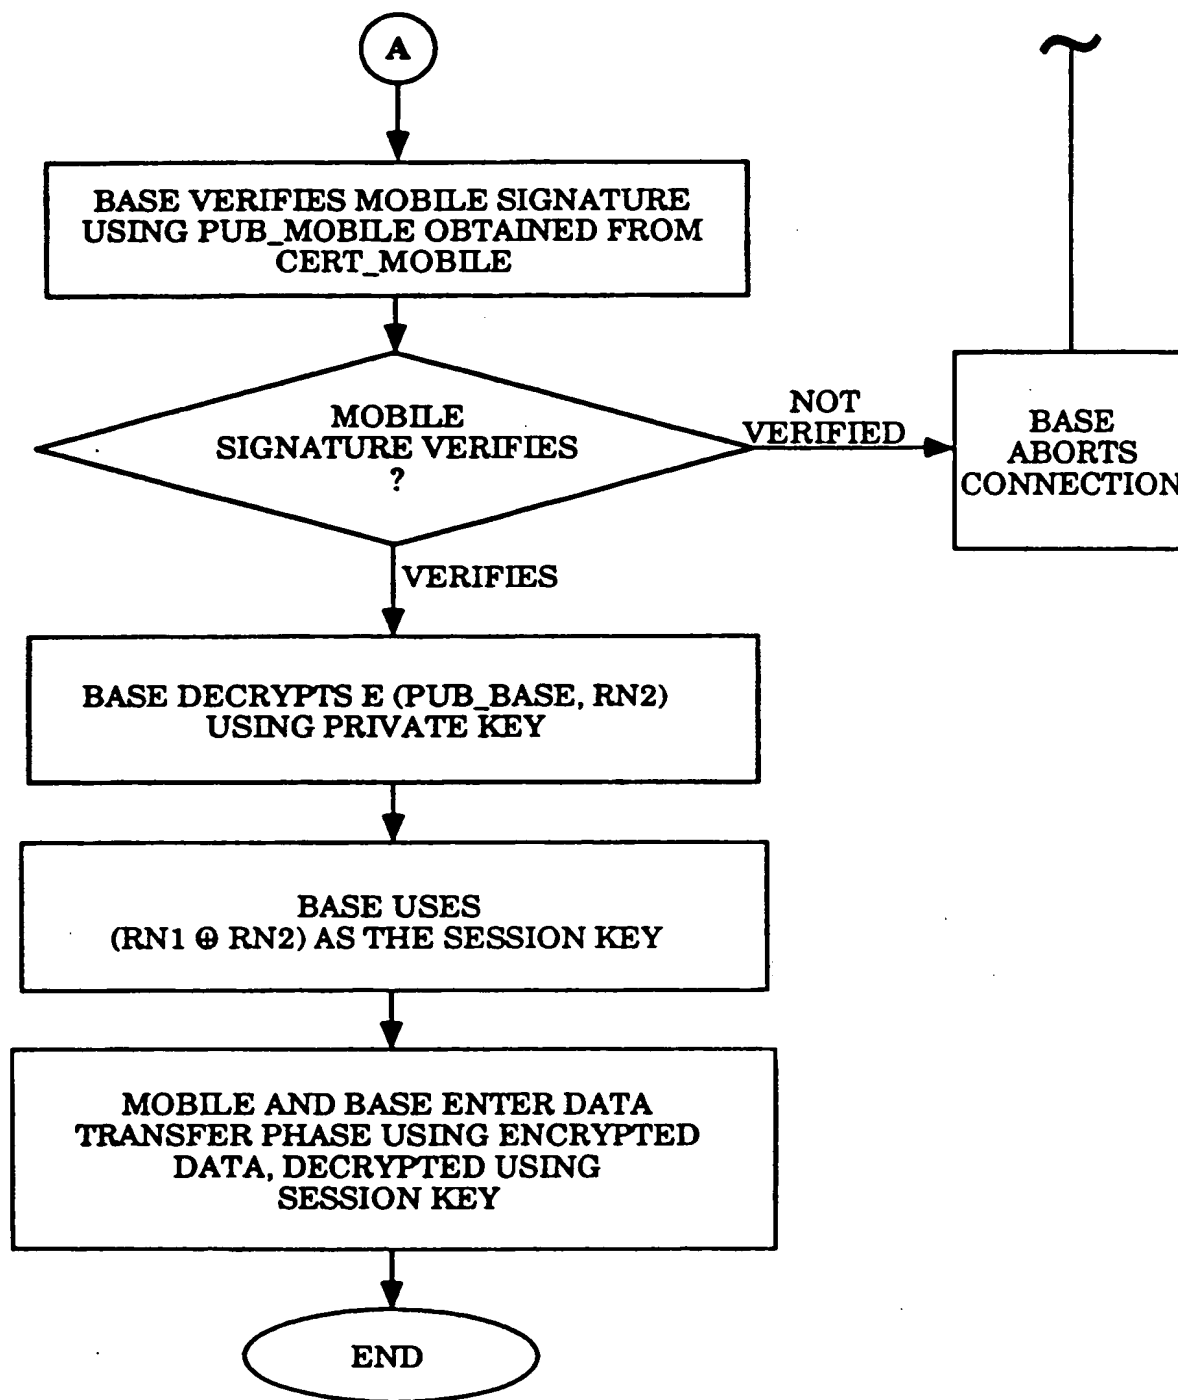 A
BASE VERIFIES MOBILE SIGNATURE
USING PUB_MOBILE OBTAINED FROM
CERT_MOBILE
MOBILE
SIGNATURE VERIFIES
?
NOT
VERIFIED
BASE
ABORTS
CONNECTION
VERIFIES
BASE DECRYPTS E (PUB_BASE, RN2)
USING PRIVATE KEY
BASE USES
(RN1 ⊕ RN2) AS THE SESSION KEY
MOBILE AND BASE ENTER DATA
TRANSFER PHASE USING ENCRYPTED
DATA, DECRYPTED USING
SESSION KEY
END